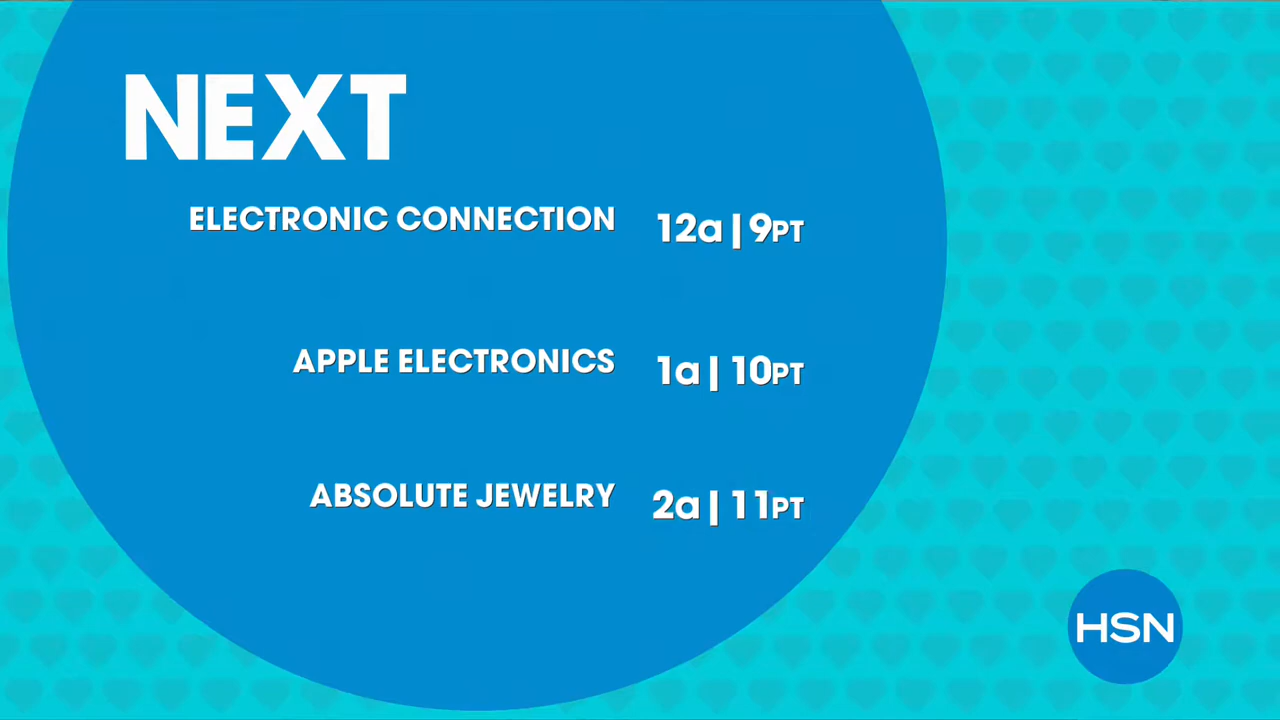 NEXT
ELECTRONIC CONNECTION 12a | 9PT
APPLE ELECTRONICS 1a | 10PT
ABSOLUTE JEWELRY 2a | 11PT
HSN